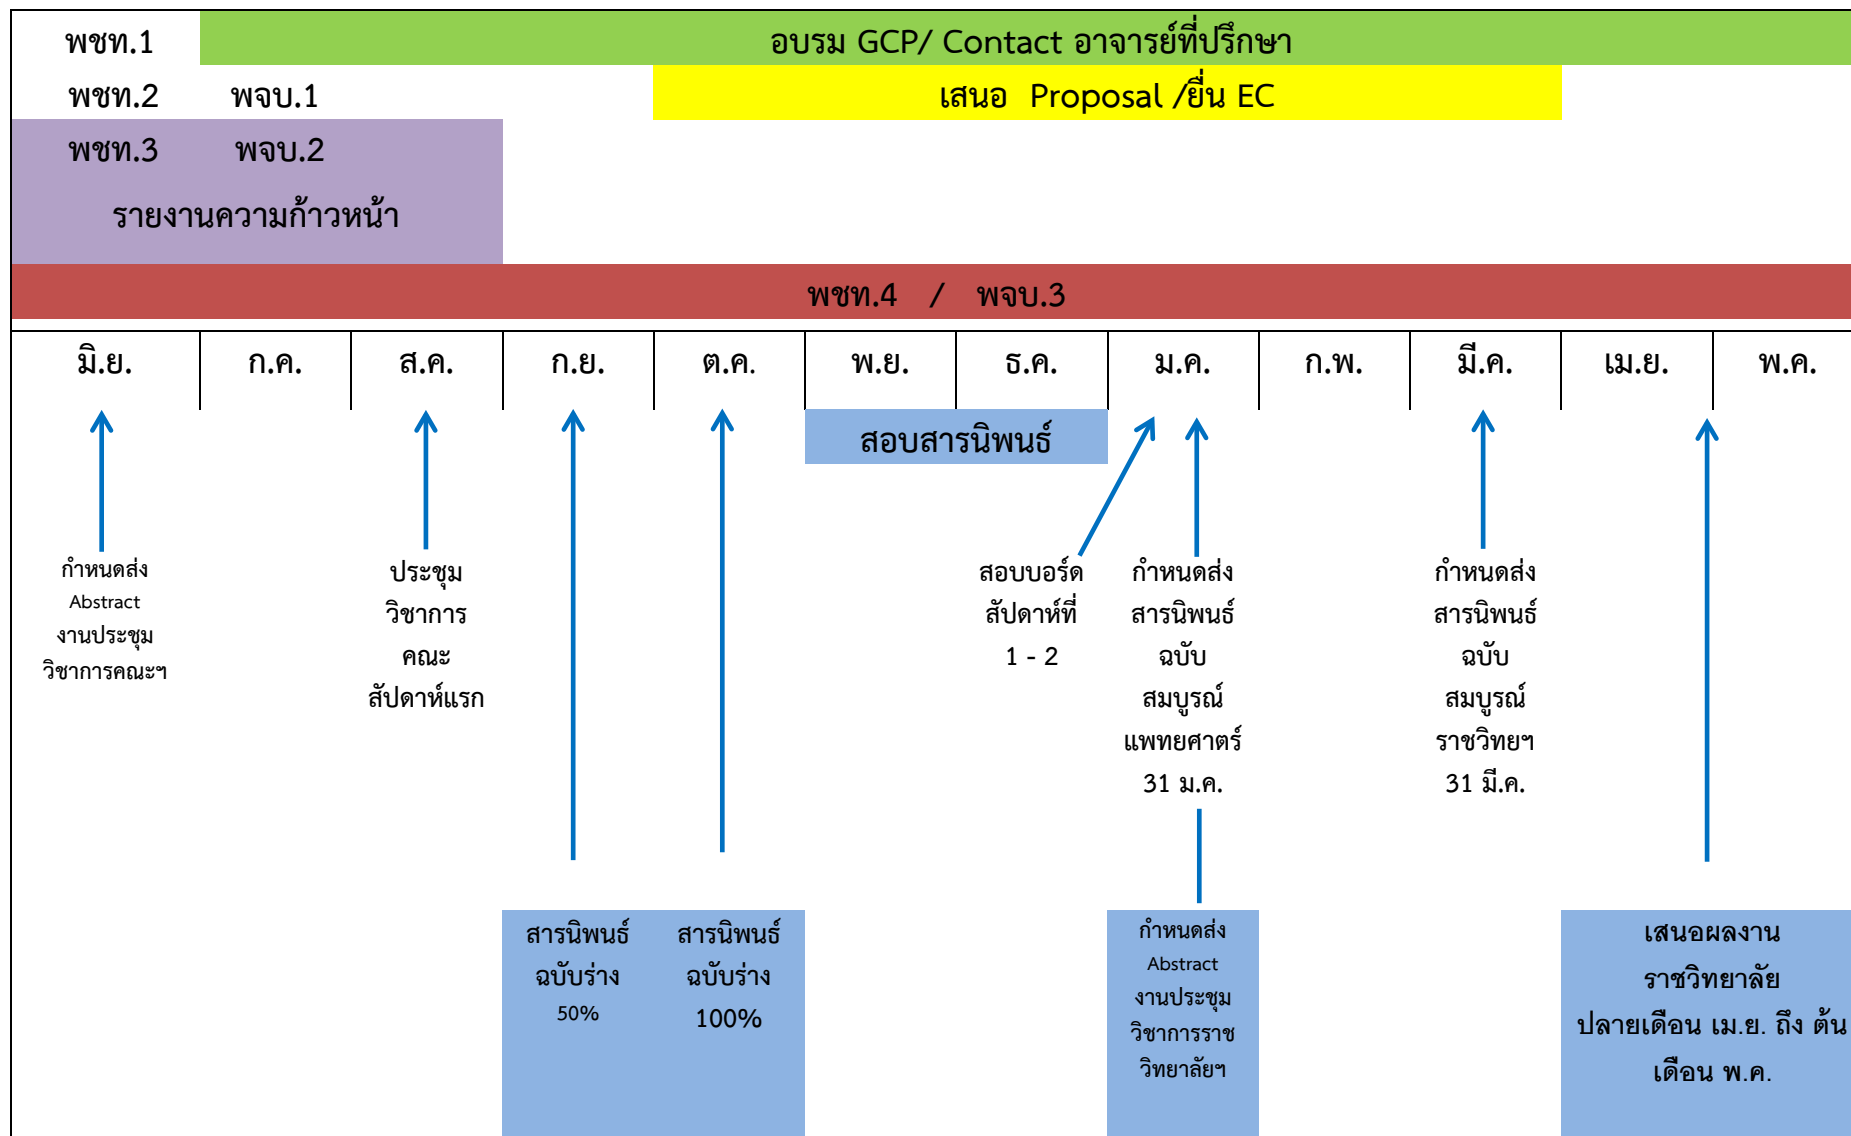 พชท.1 อบรม GCP/ Contact อาจารย์ที่ปรึกษา
พชท.2 พจบ.1 เสนอ Proposal /ยื่น EC
พชท.3 พจบ.2
รายงานความก้าวหน้า
พชท.4 / พจบ.3
มิ.ย. ก.ค. ส.ค. ก.ย. ต.ค. พ.ย. ธ.ค. ม.ค. ก.พ. มี.ค. เม.ย. พ.ค.
สอบสารนิพนธ์
กำหนดส่ง
Abstract
งานประชุม
วิชาการคณะฯ
ประชุม
วิชาการ
คณะ
สัปดาห์แรก
สอบบอร์ด
สัปดาห์ที่
1 - 2
กำหนดส่ง
สารนิพนธ์
ฉบับ
สมบูรณ์
แพทยศาตร์
31 ม.ค.
กำหนดส่ง
สารนิพนธ์
ฉบับ
สมบูรณ์
ราชวิทยฯ
31 มี.ค.
สารนิพนธ์
ฉบับร่าง
50%
สารนิพนธ์
ฉบับร่าง
100%
กำหนดส่ง
Abstract
งานประชุม
วิชาการราช
วิทยาลัยฯ
เสนอผลงาน
ราชวิทยาลัย
ปลายเดือน เม.ย. ถึง ต้น
เดือน พ.ค.